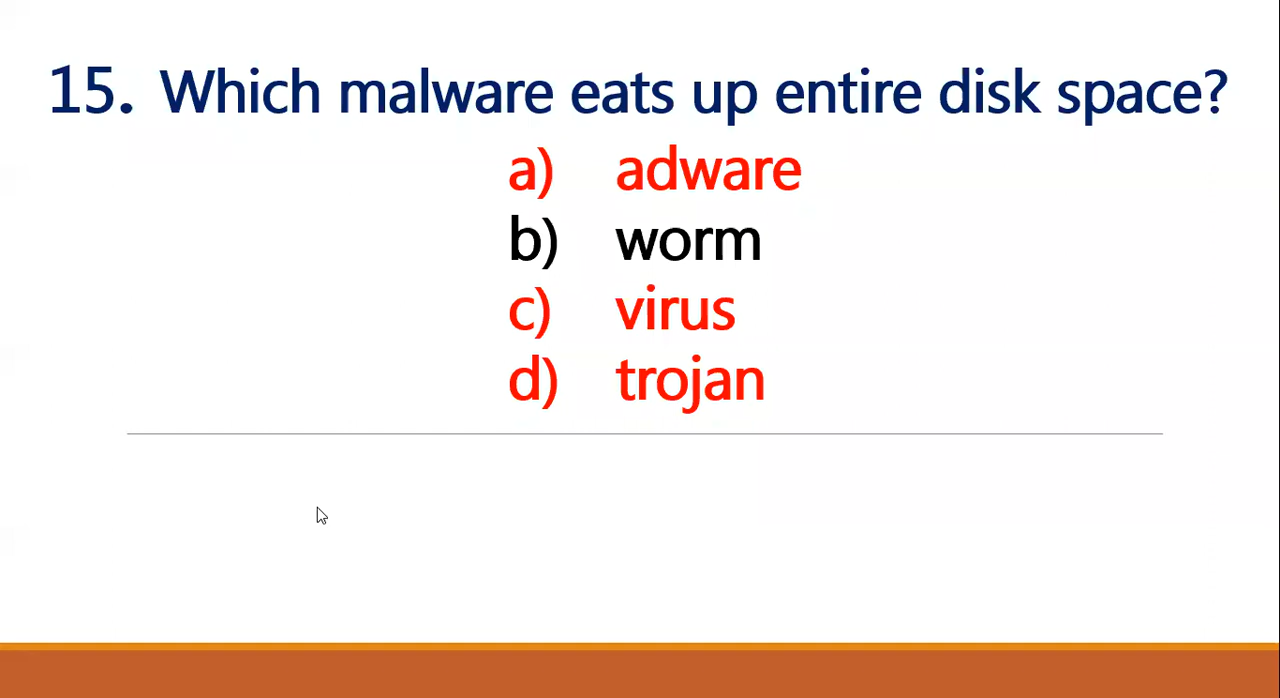 15. Which malware eats up entire disk space?
a) adware
b) worm
c) virus
d) trojan